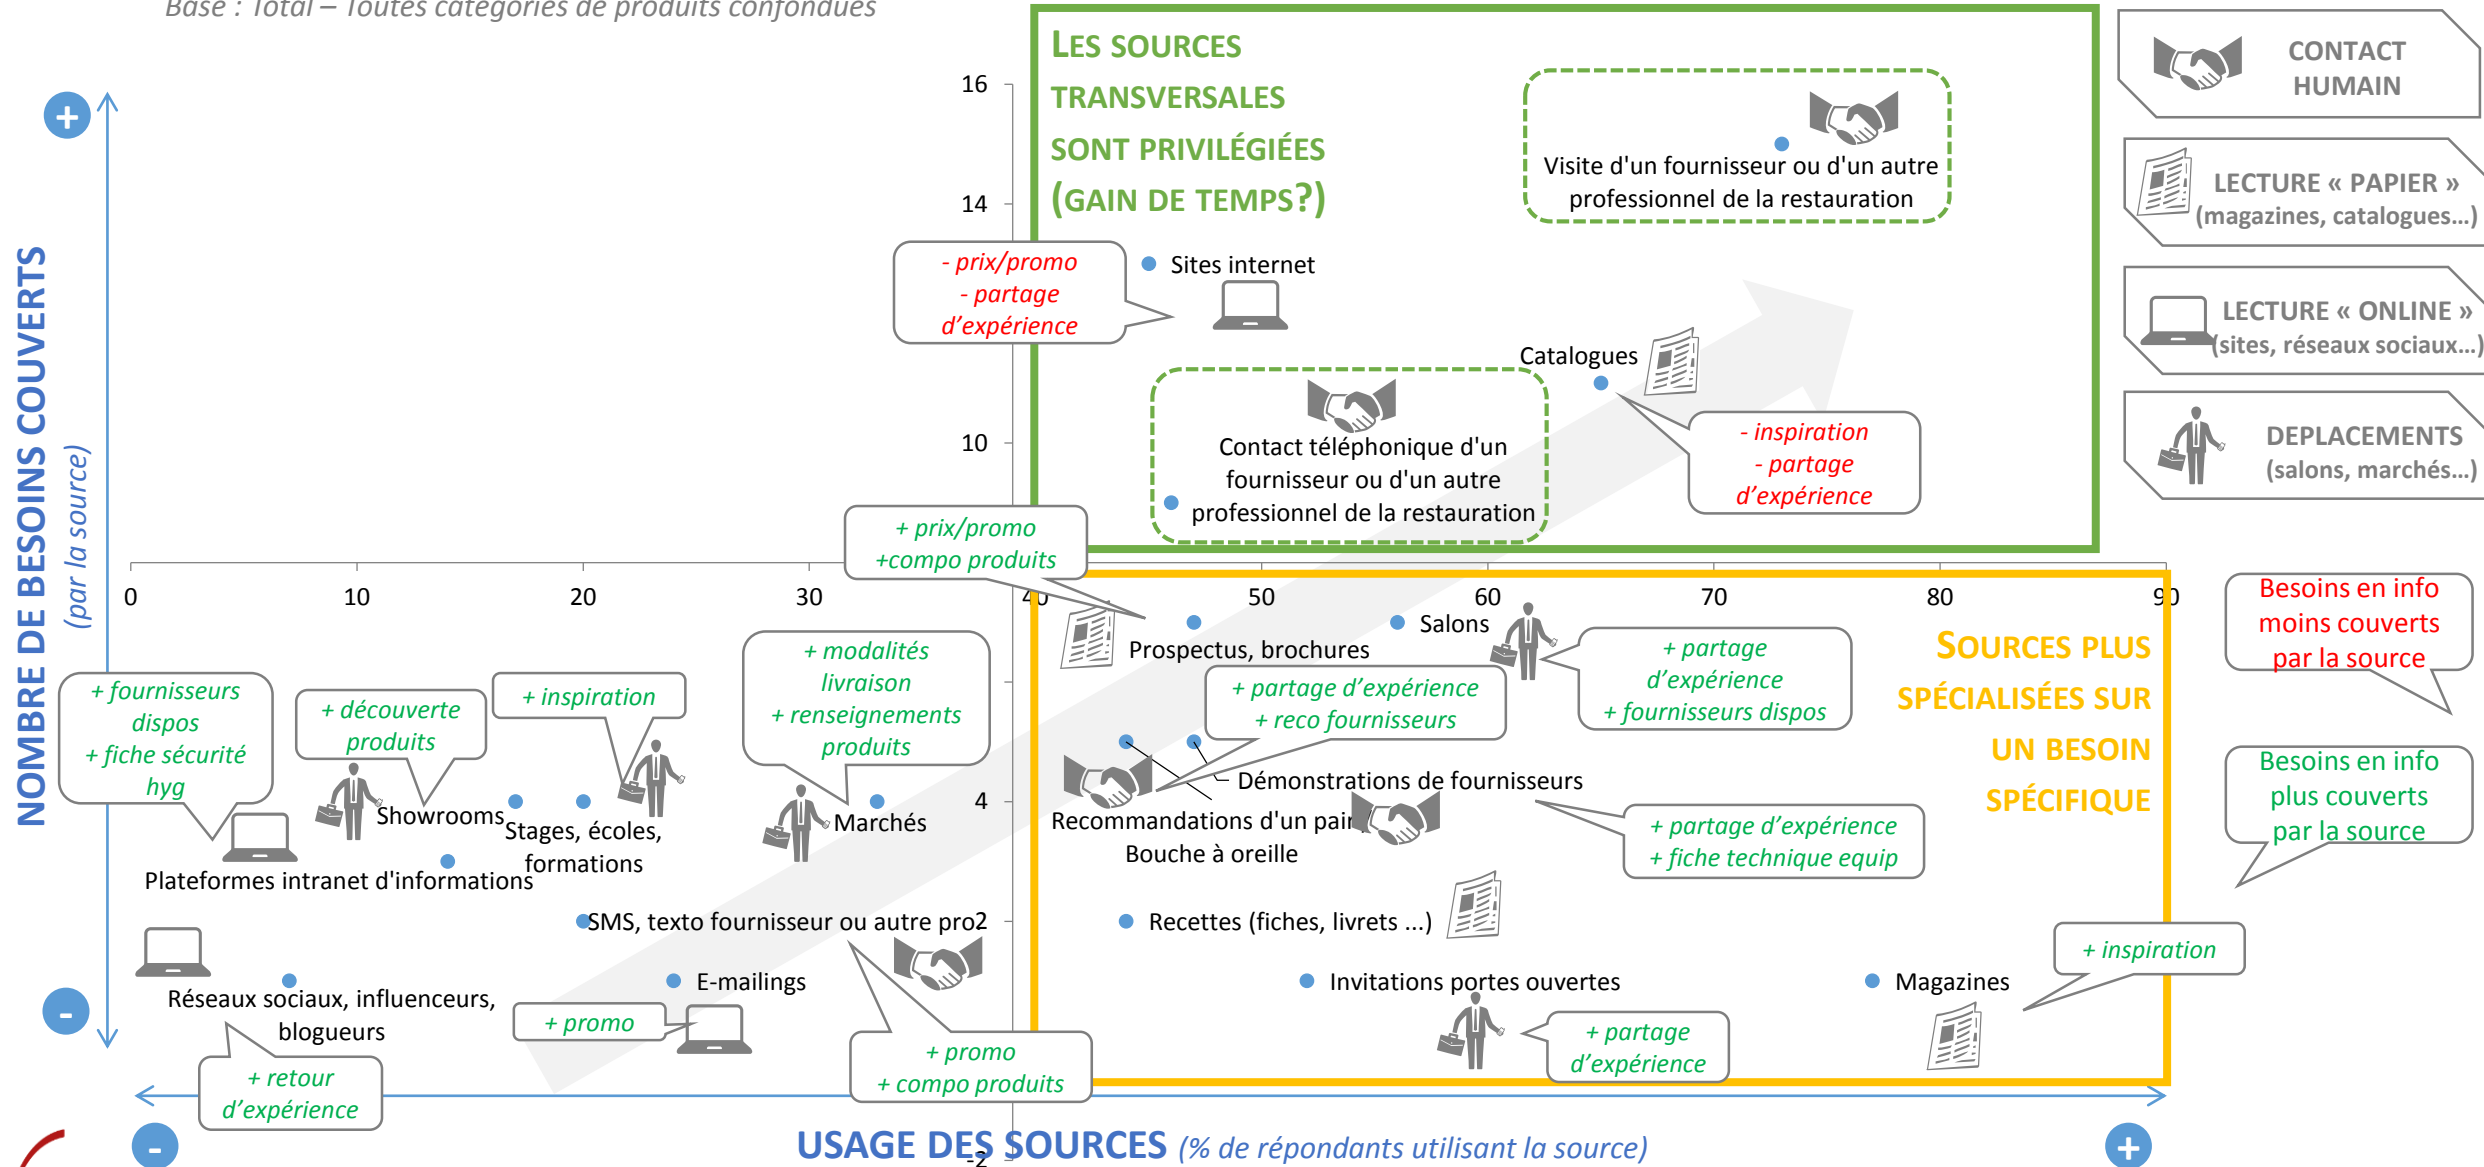 Base : Total – Toutes catégories de produits confondues
LES SOURCES
TRANSVERSALES
SONT PRIVILÉGIÉES
(GAIN DE TEMPS?)
CONTACT
HUMAIN
LECTURE « PAPIER »
(magazines, catalogues...)
LECTURE « ONLINE »
(sites, réseaux sociaux...)
DEPLACEMENTS
(salons, marchés...)
+
NOMBRE DE BESOINS COUVERTS
(par la source)
-
16
14
10
4
2
-2
Visite d'un fournisseur ou d'un autre
professionnel de la restauration
- prix/promo
- partage
d'expérience
Sites internet
Catalogues
- inspiration
- partage
d'expérience
Contact téléphonique d'un
fournisseur ou d'un autre
professionnel de la restauration
+ prix/promo
+compo produits
0
10
20
30
40
50
60
70
80
90
Besoins en info
moins couverts
par la source
Besoins en info
plus couverts
par la source
SOURCES PLUS
SPÉCIALISÉES SUR
UN BESOIN
SPÉCIFIQUE
Prospectus, brochures
Salons
+ partage
d'expérience
+ fournisseurs dispos
+ partage d'expérience
+ reco fournisseurs
+ modalités
livraison
+ renseignements
produits
+ inspiration
+ découverte
produits
+ fournisseurs
dispos
+ fiche sécurité
hyg
Showrooms
Stages, écoles,
formations
Marchés
Démonstrations de fournisseurs
Recommandations d'un pair,
Bouche à oreille
+ partage d'expérience
+ fiche technique equip
Plateformes intranet d'informations
SMS, texto fournisseur ou autre pro.
Recettes (fiches, livrets ...)
+ inspiration
Réseaux sociaux, influenceurs,
blogueurs
E-mailings
Invitations portes ouvertes
Magazines
+ promo
+ promo
+ compo produits
+ partage
d'expérience
+ retour
d'expérience
-
USAGE DES SOURCES (% de répondants utilisant la source)
+